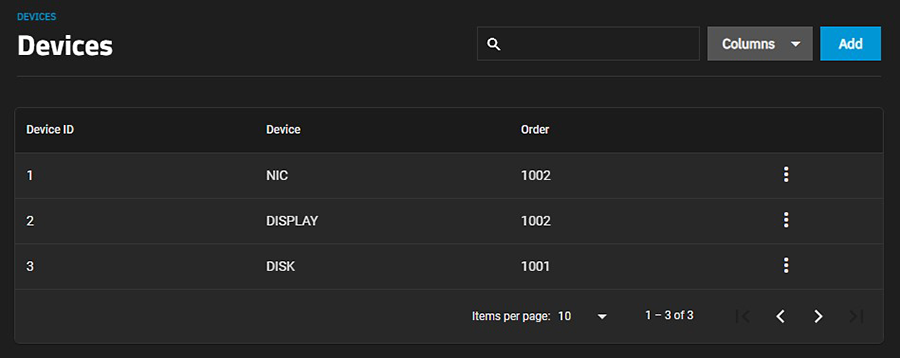 DEVICES
Devices
Columns
Add
Device ID Device Order
1 NIC 1002
2 DISPLAY 1002
3 DISK 1001
Items per page: 10 1 – 3 of 3